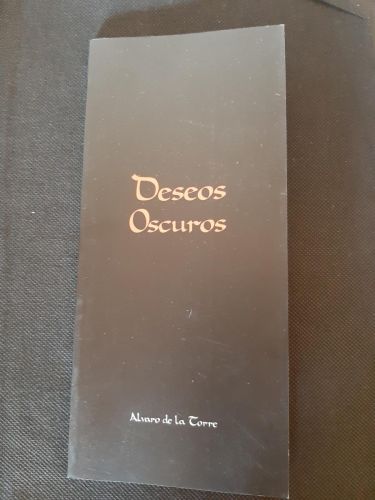 Deseos
Oscuros
Alvaro de la Torre